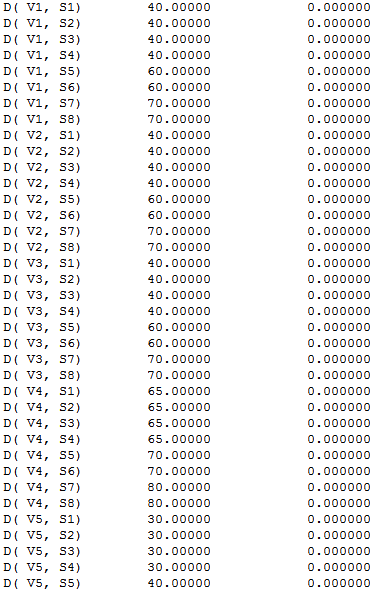 D( V1, S1) 40.00000 0.000000
D( V1, S2) 40.00000 0.000000
D( V1, S3) 40.00000 0.000000
D( V1, S4) 40.00000 0.000000
D( V1, S5) 60.00000 0.000000
D( V1, S6) 60.00000 0.000000
D( V1, S7) 70.00000 0.000000
D( V1, S8) 70.00000 0.000000
D( V2, S1) 40.00000 0.000000
D( V2, S2) 40.00000 0.000000
D( V2, S3) 40.00000 0.000000
D( V2, S4) 40.00000 0.000000
D( V2, S5) 60.00000 0.000000
D( V2, S6) 60.00000 0.000000
D( V2, S7) 70.00000 0.000000
D( V2, S8) 70.00000 0.000000
D( V3, S1) 40.00000 0.000000
D( V3, S2) 40.00000 0.000000
D( V3, S3) 40.00000 0.000000
D( V3, S4) 40.00000 0.000000
D( V3, S5) 60.00000 0.000000
D( V3, S6) 60.00000 0.000000
D( V3, S7) 70.00000 0.000000
D( V3, S8) 70.00000 0.000000
D( V4, S1) 65.00000 0.000000
D( V4, S2) 65.00000 0.000000
D( V4, S3) 65.00000 0.000000
D( V4, S4) 65.00000 0.000000
D( V4, S5) 70.00000 0.000000
D( V4, S6) 70.00000 0.000000
D( V4, S7) 80.00000 0.000000
D( V4, S8) 80.00000 0.000000
D( V5, S1) 30.00000 0.000000
D( V5, S2) 30.00000 0.000000
D( V5, S3) 30.00000 0.000000
D( V5, S4) 30.00000 0.000000
D( V5, S5) 40.00000 0.000000